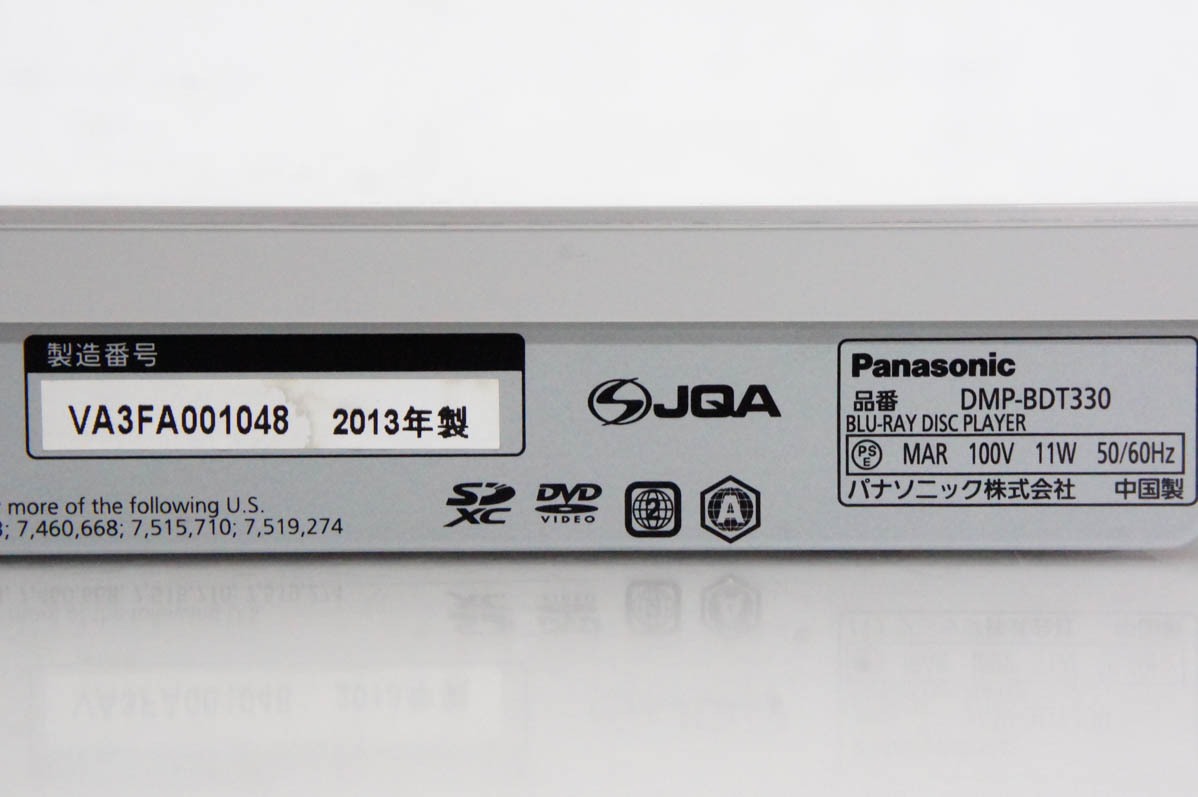 製造番号
VA3FA001048 2013年製
more of the following U.S.
; 7,460,668; 7,515,710; 7,519,274
JQA
SD XC
DVD VIDEO
2
A
Panasonic
品番 DMP-BDT330
BLU-RAY DISC PLAYER
PSE MAR 100V 11W 50/60Hz
パナソニック株式会社 中国製